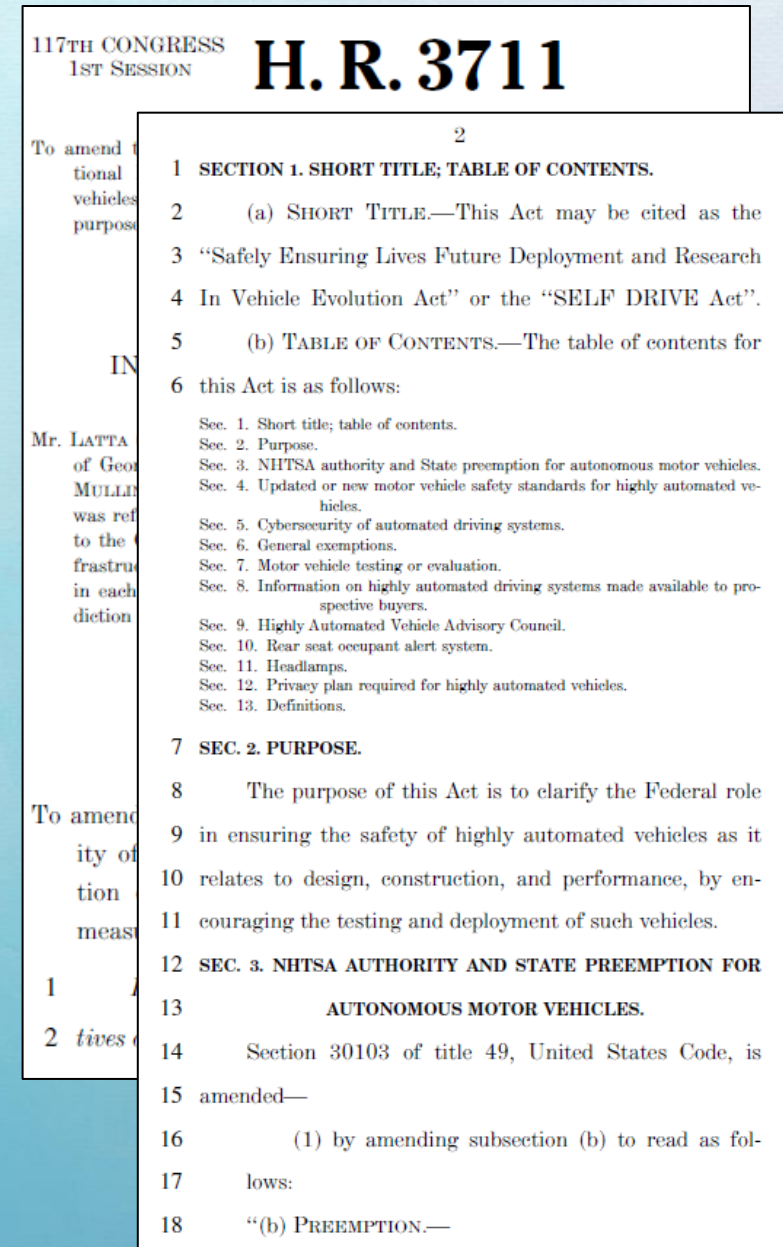 117TH CONGRESS
1ST SESSION
H. R. 3711
To amend
tional
vehicles
purpose
IN
Mr. LATTA
of Geor
MULLIN
was ref
to the
frastruc
in each
diction
To amend
ity of
tion
measu
1
2 tives
2
1 SECTION 1. SHORT TITLE; TABLE OF CONTENTS.
2 (a) SHORT TITLE.—This Act may be cited as the
3 “Safely Ensuring Lives Future Deployment and Research
4 In Vehicle Evolution Act” or the “SELF DRIVE Act”.
5 (b) TABLE OF CONTENTS.—The table of contents for
6 this Act is as follows:
Sec. 1. Short title; table of contents.
Sec. 2. Purpose.
Sec. 3. NHTSA authority and State preemption for autonomous motor vehicles.
Sec. 4. Updated or new motor vehicle safety standards for highly automated ve-
hicles.
Sec. 5. Cybersecurity of automated driving systems.
Sec. 6. General exemptions.
Sec. 7. Motor vehicle testing or evaluation.
Sec. 8. Information on highly automated driving systems made available to pro-
spective buyers.
Sec. 9. Highly Automated Vehicle Advisory Council.
Sec. 10. Rear seat occupant alert system.
Sec. 11. Headlamps.
Sec. 12. Privacy plan required for highly automated vehicles.
Sec. 13. Definitions.
7 SEC. 2. PURPOSE.
8 The purpose of this Act is to clarify the Federal role
9 in ensuring the safety of highly automated vehicles as it
10 relates to design, construction, and performance, by en-
11 couraging the testing and deployment of such vehicles.
12 SEC. 3. NHTSA AUTHORITY AND STATE PREEMPTION FOR
13 AUTONOMOUS MOTOR VEHICLES.
14 Section 30103 of title 49, United States Code, is
15 amended—
16 (1) by amending subsection (b) to read as fol-
17 lows:
18 “(b) PREEMPTION.—